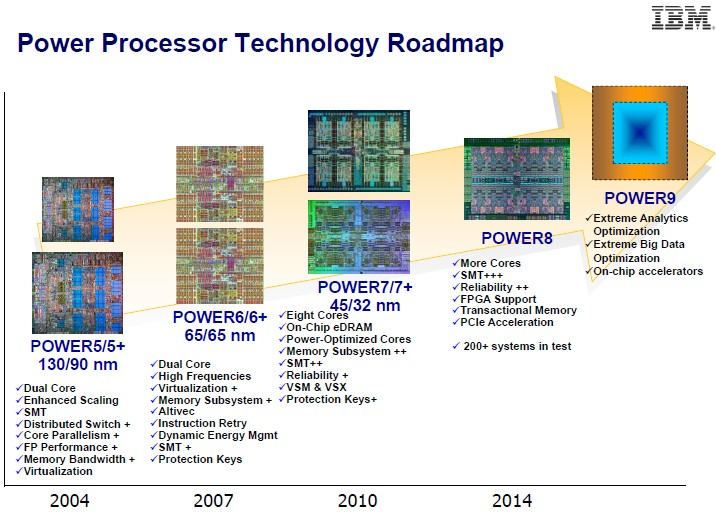 IBM
Power Processor Technology Roadmap
POWER5/5+
130/90 nm
✓Dual Core
✓Enhanced Scaling
✓SMT
✓Distributed Switch +
✓Core Parallelism +
✓FP Performance +
✓Memory Bandwidth +
✓Virtualization
POWER6/6+
65/65 nm
✓Dual Core
✓High Frequencies
✓Virtualization +
✓Memory Subsystem +
✓Altivec
✓Instruction Retry
✓Dynamic Energy Mgmt
✓SMT +
✓Protection Keys
POWER7/7+
45/32 nm
✓Eight Cores
✓On-Chip eDRAM
✓Power-Optimized Cores
✓Memory Subsystem ++
✓SMT++
✓Reliability +
✓VSM & VSX
✓Protection Keys+
POWER8
✓More Cores
✓SMT+++
✓Reliability ++
✓FPGA Support
✓Transactional Memory
✓PCIe Acceleration
✓ 200+ systems in test
POWER9
✓Extreme Analytics
Optimization
✓Extreme Big Data
Optimization
✓On-chip accelerators
2004
2007
2010
2014